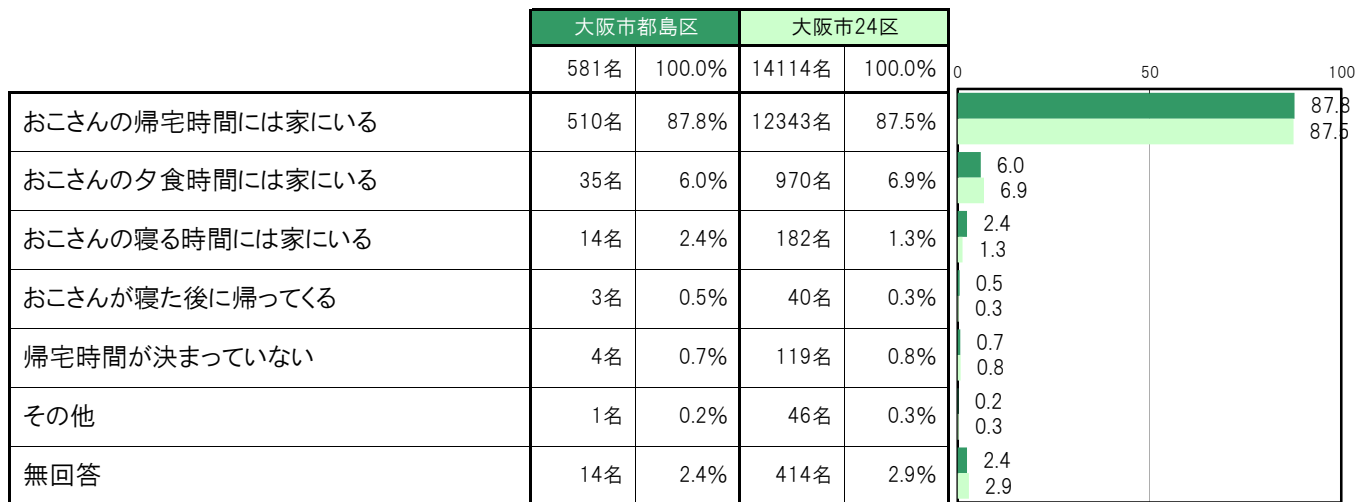 大阪市都島区 大阪市24区
581名 100.0% 14114名 100.0% 0 50 100
おこさんの帰宅時間には家にいる 510名 87.8% 12343名 87.5% 87.8 87.5
おこさんの夕食時間には家にいる 35名 6.0% 970名 6.9% 6.0 6.9
おこさんの寝る時間には家にいる 14名 2.4% 182名 1.3% 2.4 1.3
おこさんが寝た後に帰ってくる 3名 0.5% 40名 0.3% 0.5 0.3
帰宅時間が決まっていない 4名 0.7% 119名 0.8% 0.7 0.8
その他 1名 0.2% 46名 0.3% 0.2 0.3
無回答 14名 2.4% 414名 2.9% 2.4 2.9